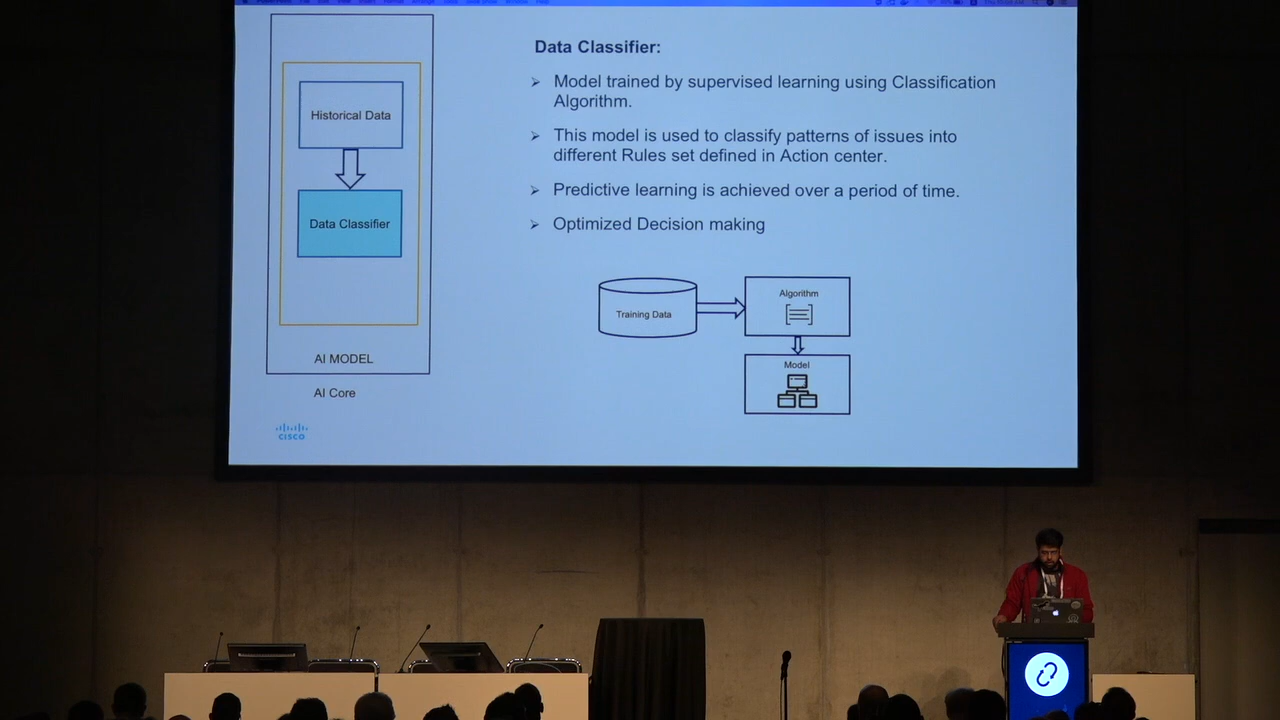 Historical Data
Data Classifier
AI MODEL
AI Core
CISCO
Data Classifier:
Model trained by supervised learning using Classification
Algorithm.
This model is used to classify patterns of issues into
different Rules set defined in Action center.
Predictive learning is achieved over a period of time.
Optimized Decision making
Training Data
Algorithm
Model